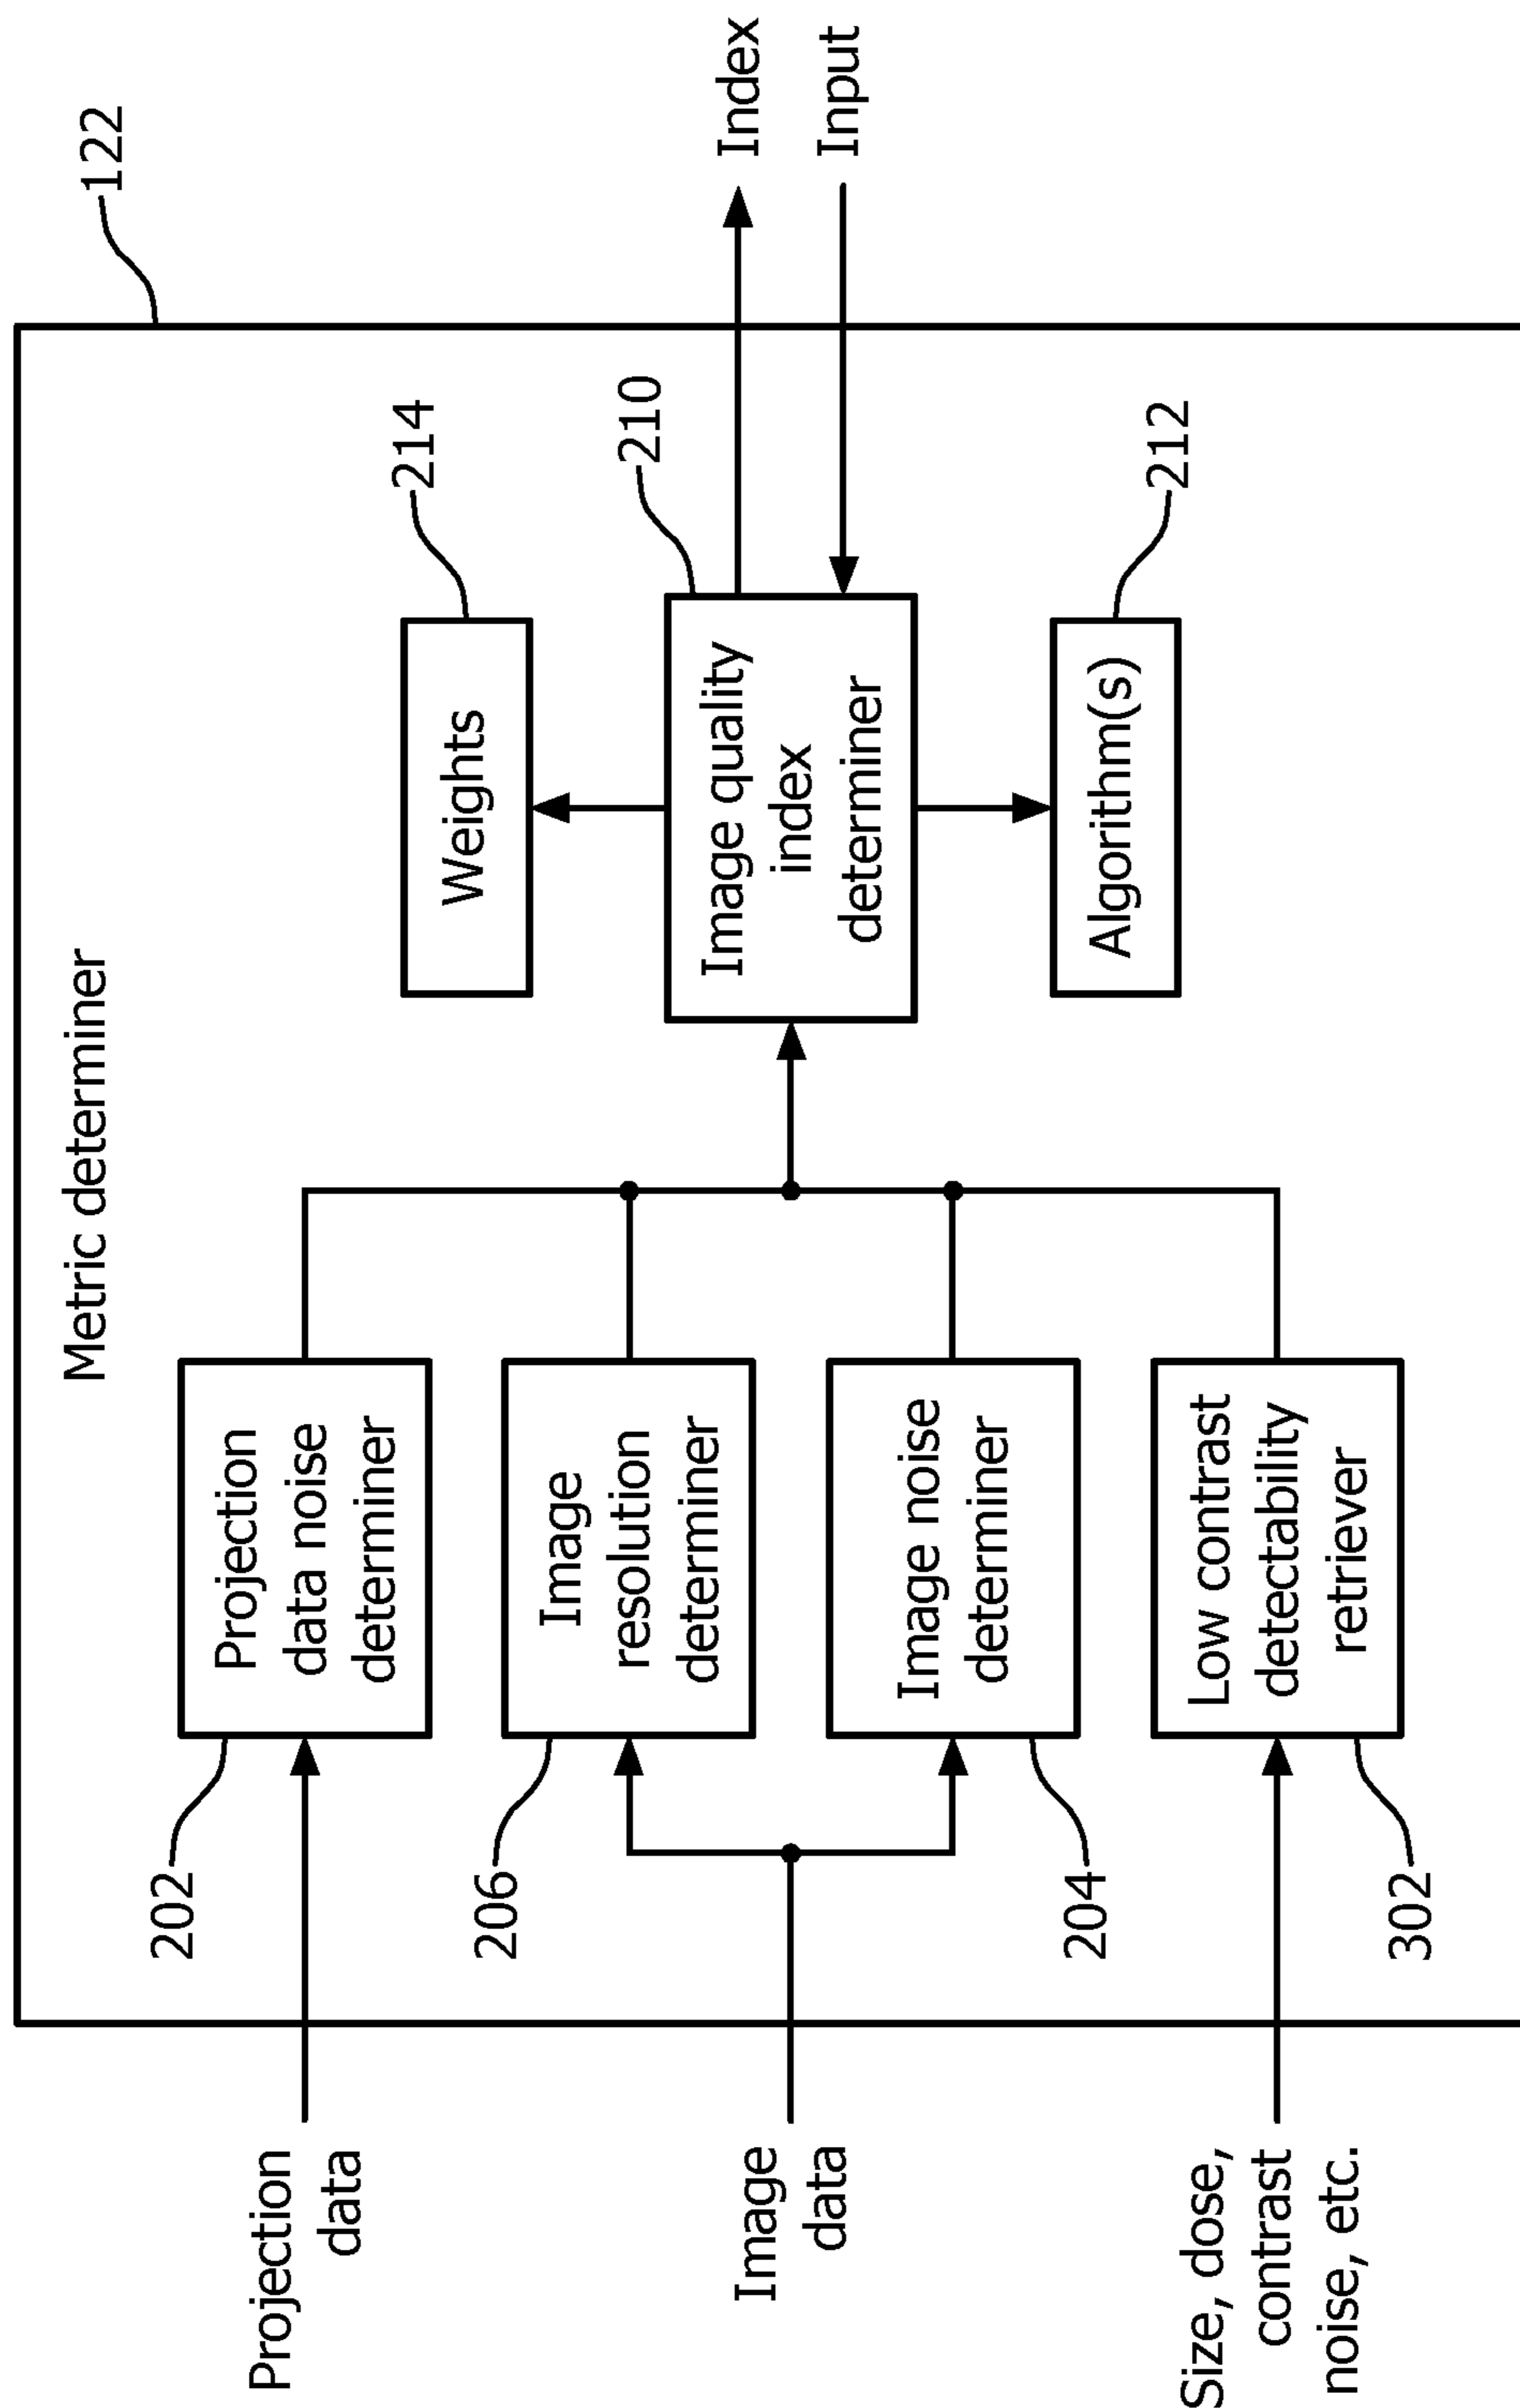 Metric determiner
122
Projection
data
202
Projection
data noise
determiner
Weights
214
206
Image
resolution
determiner
Image
data
Image quality
index
determiner
210
Index
Input
204
Image noise
determiner
Algorithm(s)
212
Size, dose,
contrast
noise, etc.
302
Low contrast
detectability
retriever